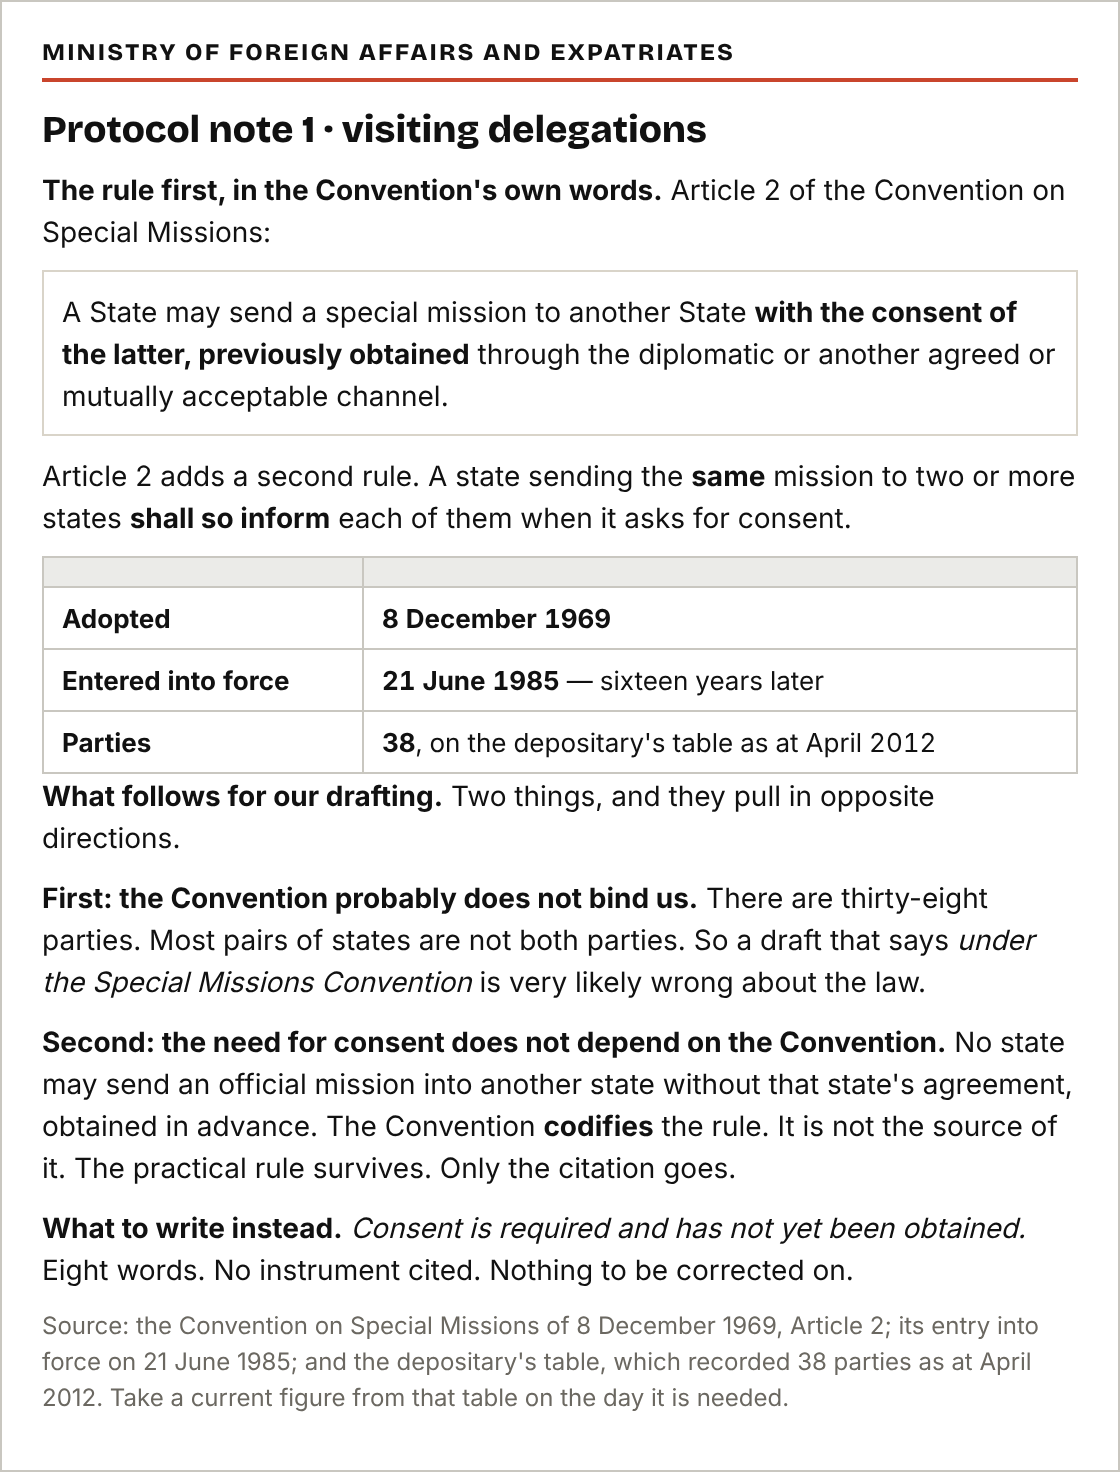 MINISTRY OF FOREIGN AFFAIRS AND EXPATRIATES
Protocol note 1 · visiting delegations
The rule first, in the Convention's own words. Article 2 of the Convention on
Special Missions:
A State may send a special mission to another State with the consent of
the latter, previously obtained through the diplomatic or another agreed or
mutually acceptable channel.
Article 2 adds a second rule. A state sending the same mission to two or more
states shall so inform each of them when it asks for consent.
Adopted 8 December 1969
Entered into force 21 June 1985 — sixteen years later
Parties 38, on the depositary's table as at April 2012
What follows for our drafting. Two things, and they pull in opposite
directions.
First: the Convention probably does not bind us. There are thirty-eight
parties. Most pairs of states are not both parties. So a draft that says under
the Special Missions Convention is very likely wrong about the law.
Second: the need for consent does not depend on the Convention. No state
may send an official mission into another state without that state's agreement,
obtained in advance. The Convention codifies the rule. It is not the source of
it. The practical rule survives. Only the citation goes.
What to write instead. Consent is required and has not yet been obtained.
Eight words. No instrument cited. Nothing to be corrected on.
Source: the Convention on Special Missions of 8 December 1969, Article 2; its entry into
force on 21 June 1985; and the depositary's table, which recorded 38 parties as at April
2012. Take a current figure from that table on the day it is needed.